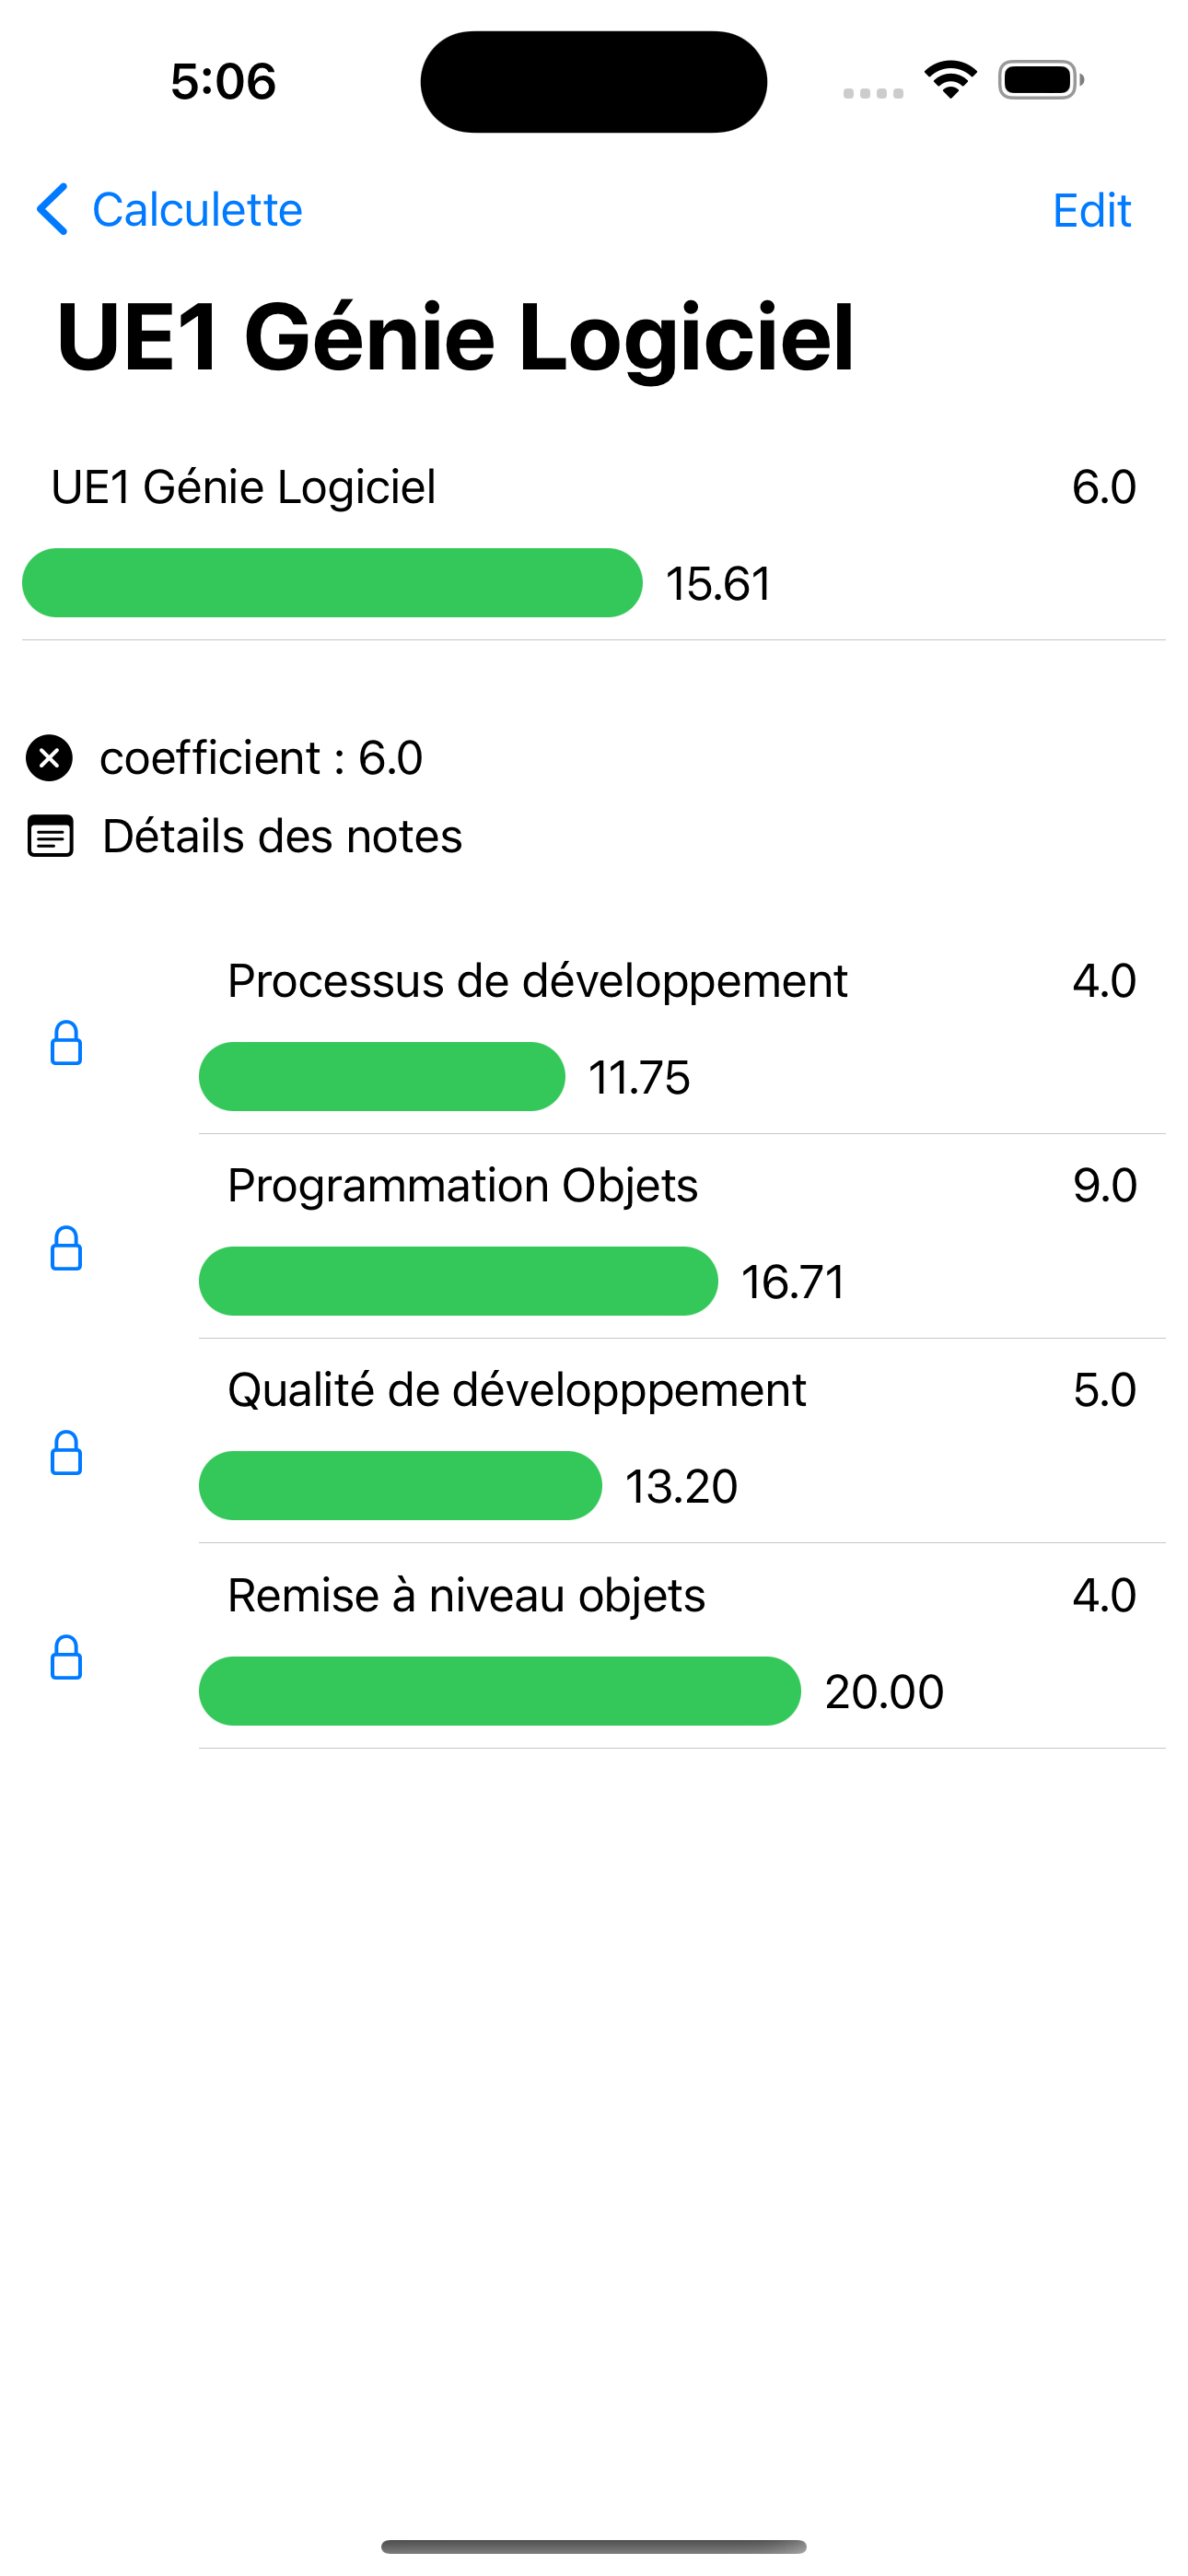 5:06
Calculette
Edit
UE1 Génie Logiciel
UE1 Génie Logiciel 6.0
15.61
coefficient : 6.0
Détails des notes
Processus de développement 4.0
11.75
Programmation Objets 9.0
16.71
Qualité de développpement 5.0
13.20
Remise à niveau objets 4.0
20.00